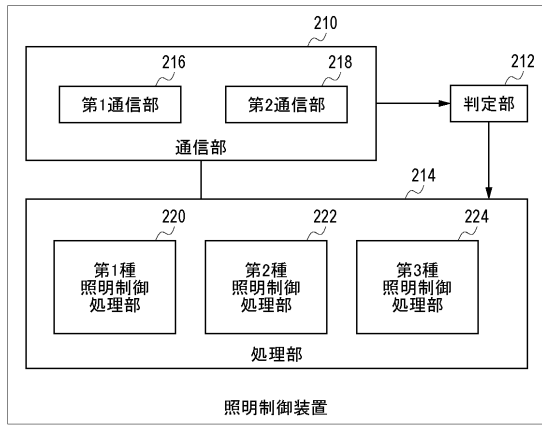 210
216
218
212
第1通信部
第2通信部
判定部
通信部
214
220
222
224
第1種
照明制御
処理部
第2種
照明制御
処理部
第3種
照明制御
処理部
処理部
照明制御装置